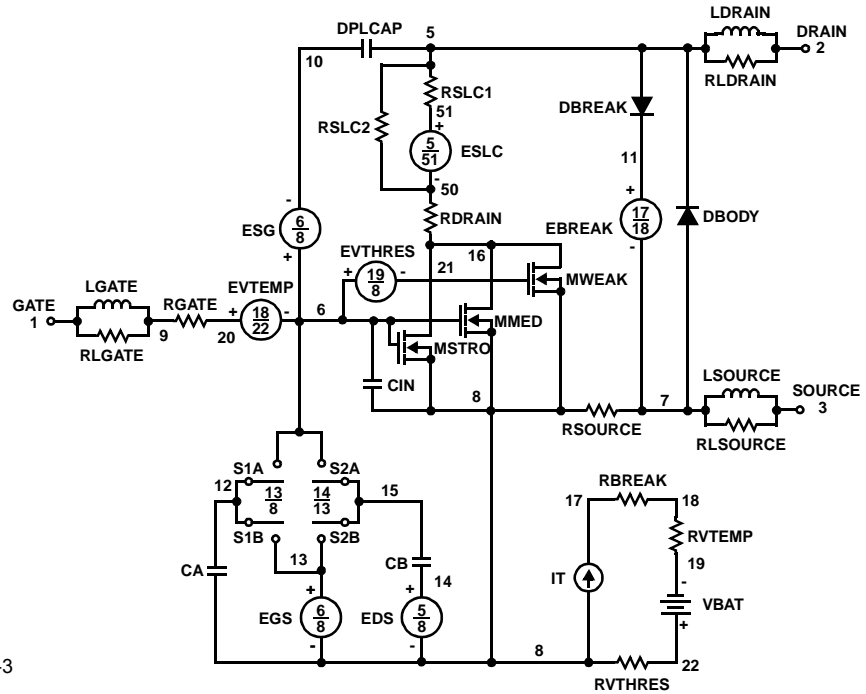 LDRAIN
DPLCAP
5
DRAIN
2
10
RLDRAIN
RSLC1
51
DBREAK
RSLC2
+
5
51
ESLC
11
-
50
-
RDRAIN
+
17
18
DBODY
EBREAK
6
8
ESG
EVTHRES
16
-
+
+
19
8
-
21
MWEAK
LGATE
EVTEMP
GATE
1
RGATE
+
18
22
-
6
MMED
9
20
MSTRO
RLGATE
LSOURCE
CIN
8
7
SOURCE
3
RSOURCE
RLSOURCE
S1A
S2A
12
13
8
14
13
15
RBREAK
17
18
S1B
S2B
RVTEMP
13
CB
CA
14
IT
19
-
+
+
VBAT
EGS
6
8
EDS
5
8
+
-
-
8
22
-3
RVTHRES